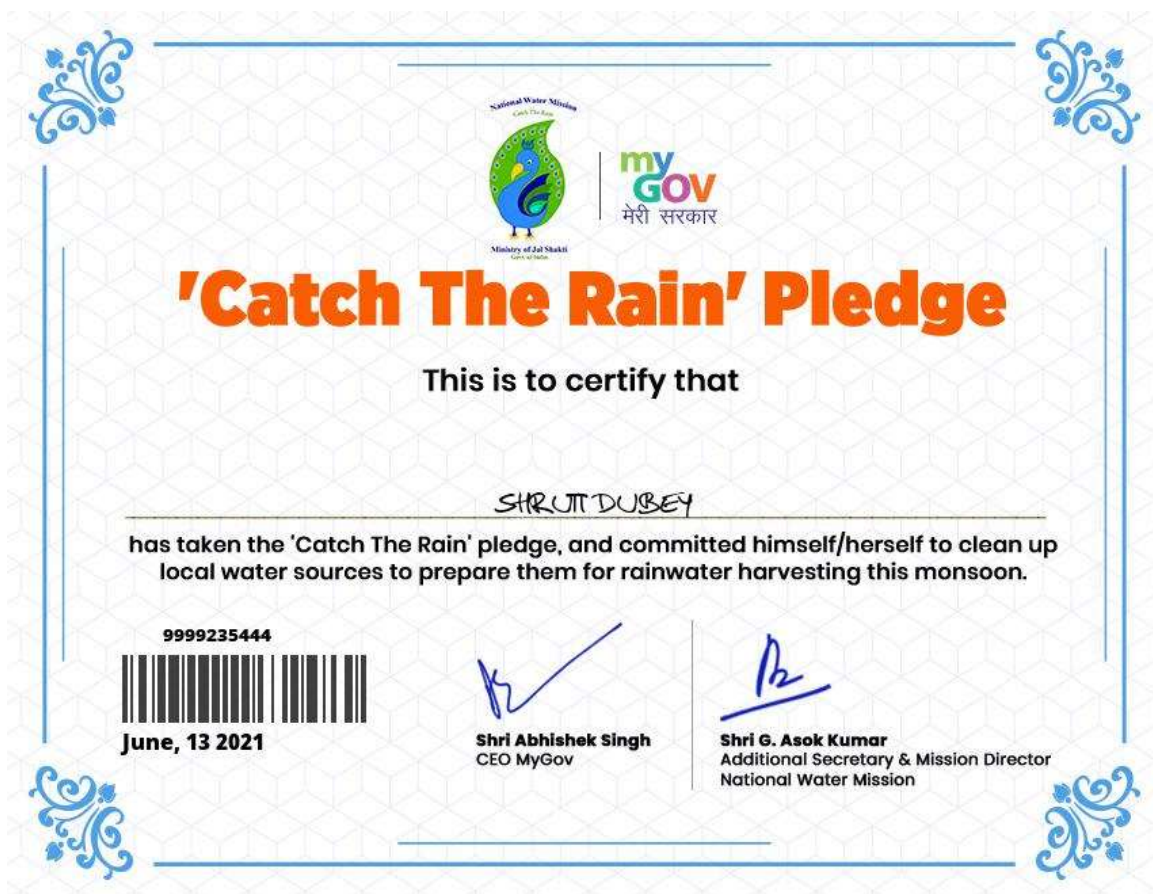 National Water Mission
Catch The Rain
Ministry of Jal Shakti
Govt. of India
my
GOV
मेरी सरकार
'Catch The Rain' Pledge
This is to certify that
SHRUTI DUBEY
has taken the 'Catch The Rain' pledge, and committed himself/herself to clean up
local water sources to prepare them for rainwater harvesting this monsoon.
9999235444
June, 13 2021
Shri Abhishek Singh
CEO MyGov
Shri G. Asok Kumar
Additional Secretary & Mission Director
National Water Mission